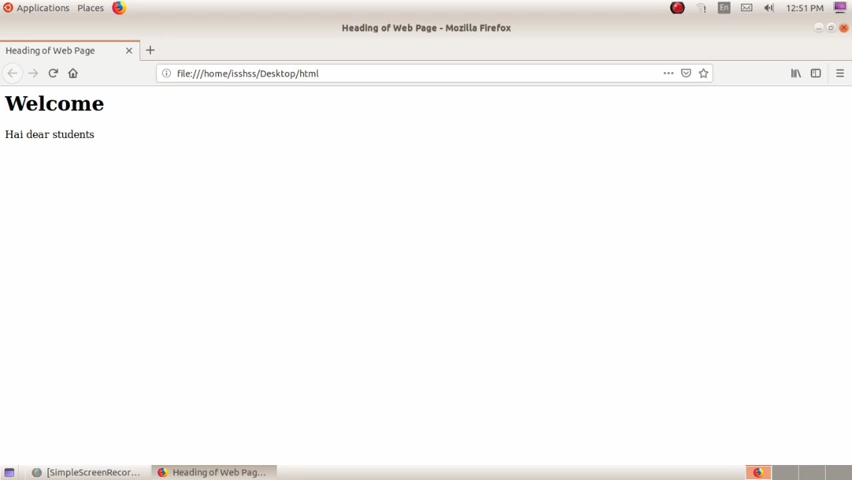 Applications Places En 12:51 PM
Heading of Web Page - Mozilla Firefox
Heading of Web Page
file:///home/isshss/Desktop/html
Welcome
Hai dear students
[SimpleScreenRecor... Heading of Web Pag...